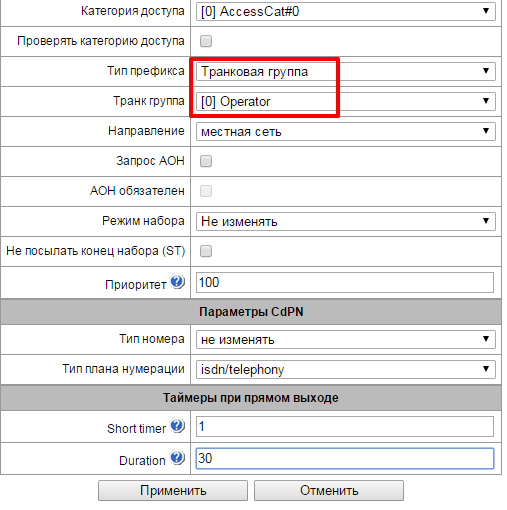 Категория доступа [0] AccessCat#0
Проверять категорию доступа
Тип префикса Транковая группа
Транк группа [0] Operator
Направление местная сеть
Запрос АОН
АОН обязателен
Режим набора Не изменять
Не посылать конец набора (ST)
Приоритет ? 100
Параметры CdPN
Тип номера не изменять
Тип плана нумерации isdn/telephony
Таймеры при прямом выходе
Short timer ? 1
Duration ? 30
Применить Отменить